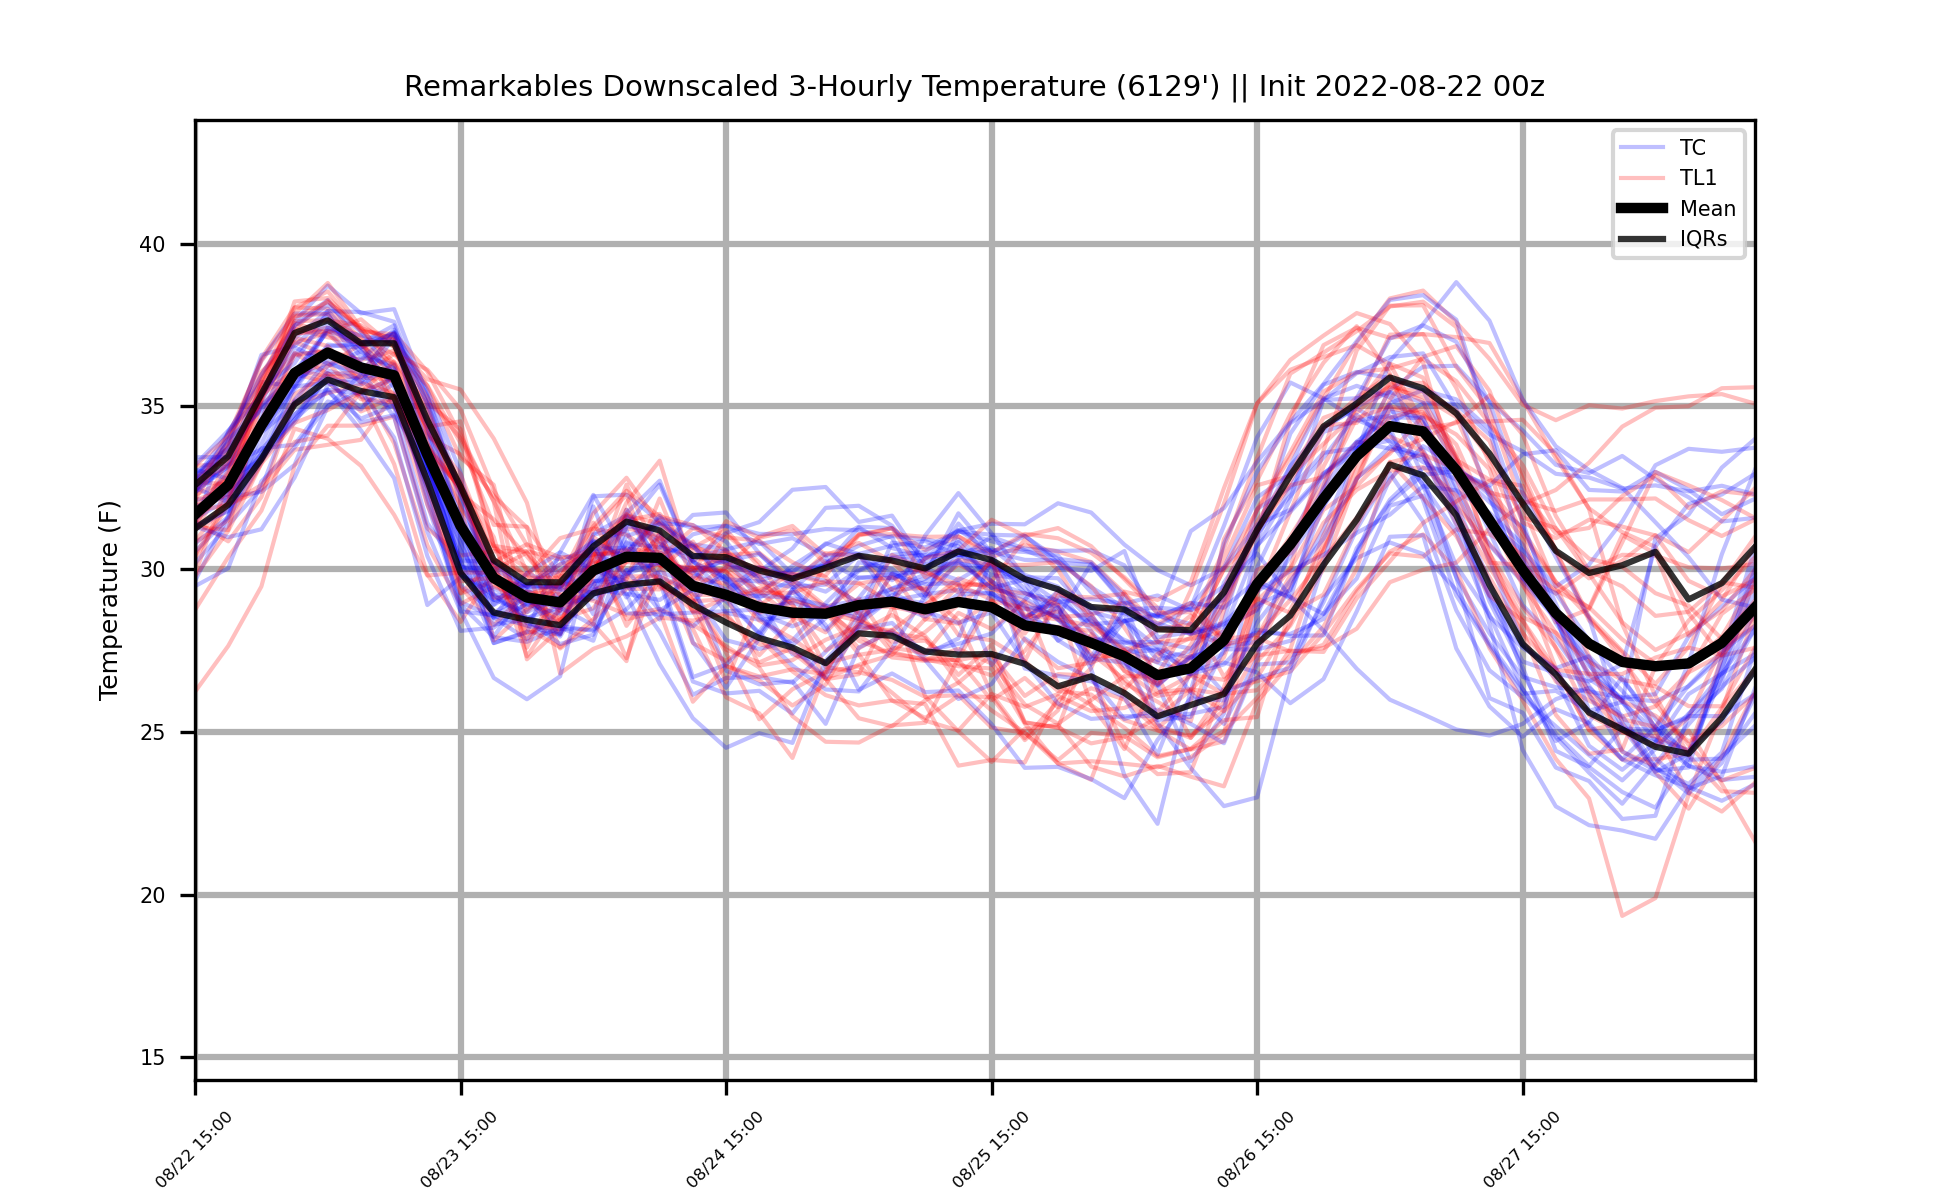 Remarkables Downscaled 3-Hourly Temperature (6129') || Init 2022-08-22 00z
TC
TL1
Mean
IQRs
Temperature (F)
40
35
30
25
20
15
08/22 15:00
08/23 15:00
08/24 15:00
08/25 15:00
08/26 15:00
08/27 15:00